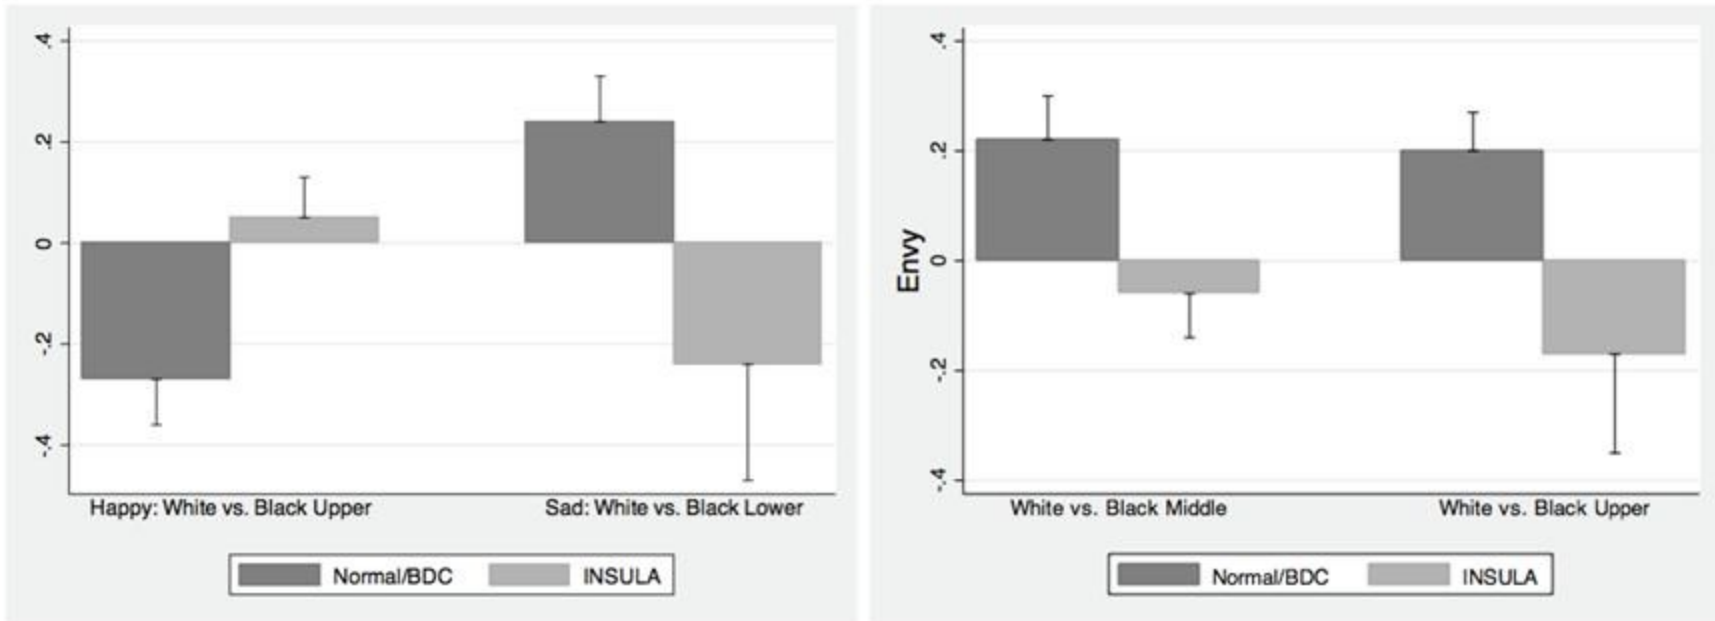 .4
.2
0
-.2
-.4
Happy: White vs. Black Upper
Sad: White vs. Black Lower
Normal/BDC
INSULA
Envy
.4
.2
0
-.2
-.4
White vs. Black Middle
White vs. Black Upper
Normal/BDC
INSULA